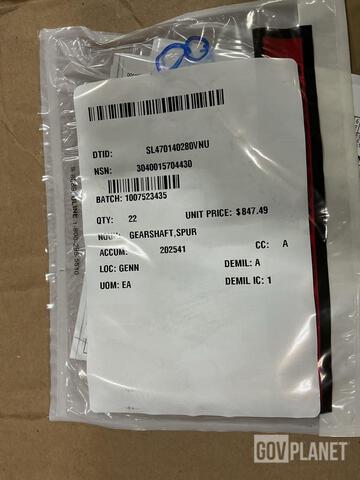 DTID: SL470140280VNU
NSN: 3040015704430
BATCH: 1007523435
QTY: 22 UNIT PRICE: $847.49
GEARSHAFT,SPUR
ACCUM: 202541 CC: A
LOC: GENN DEMIL: A
UOM: EA DEMIL IC: 1
GOVPLANET